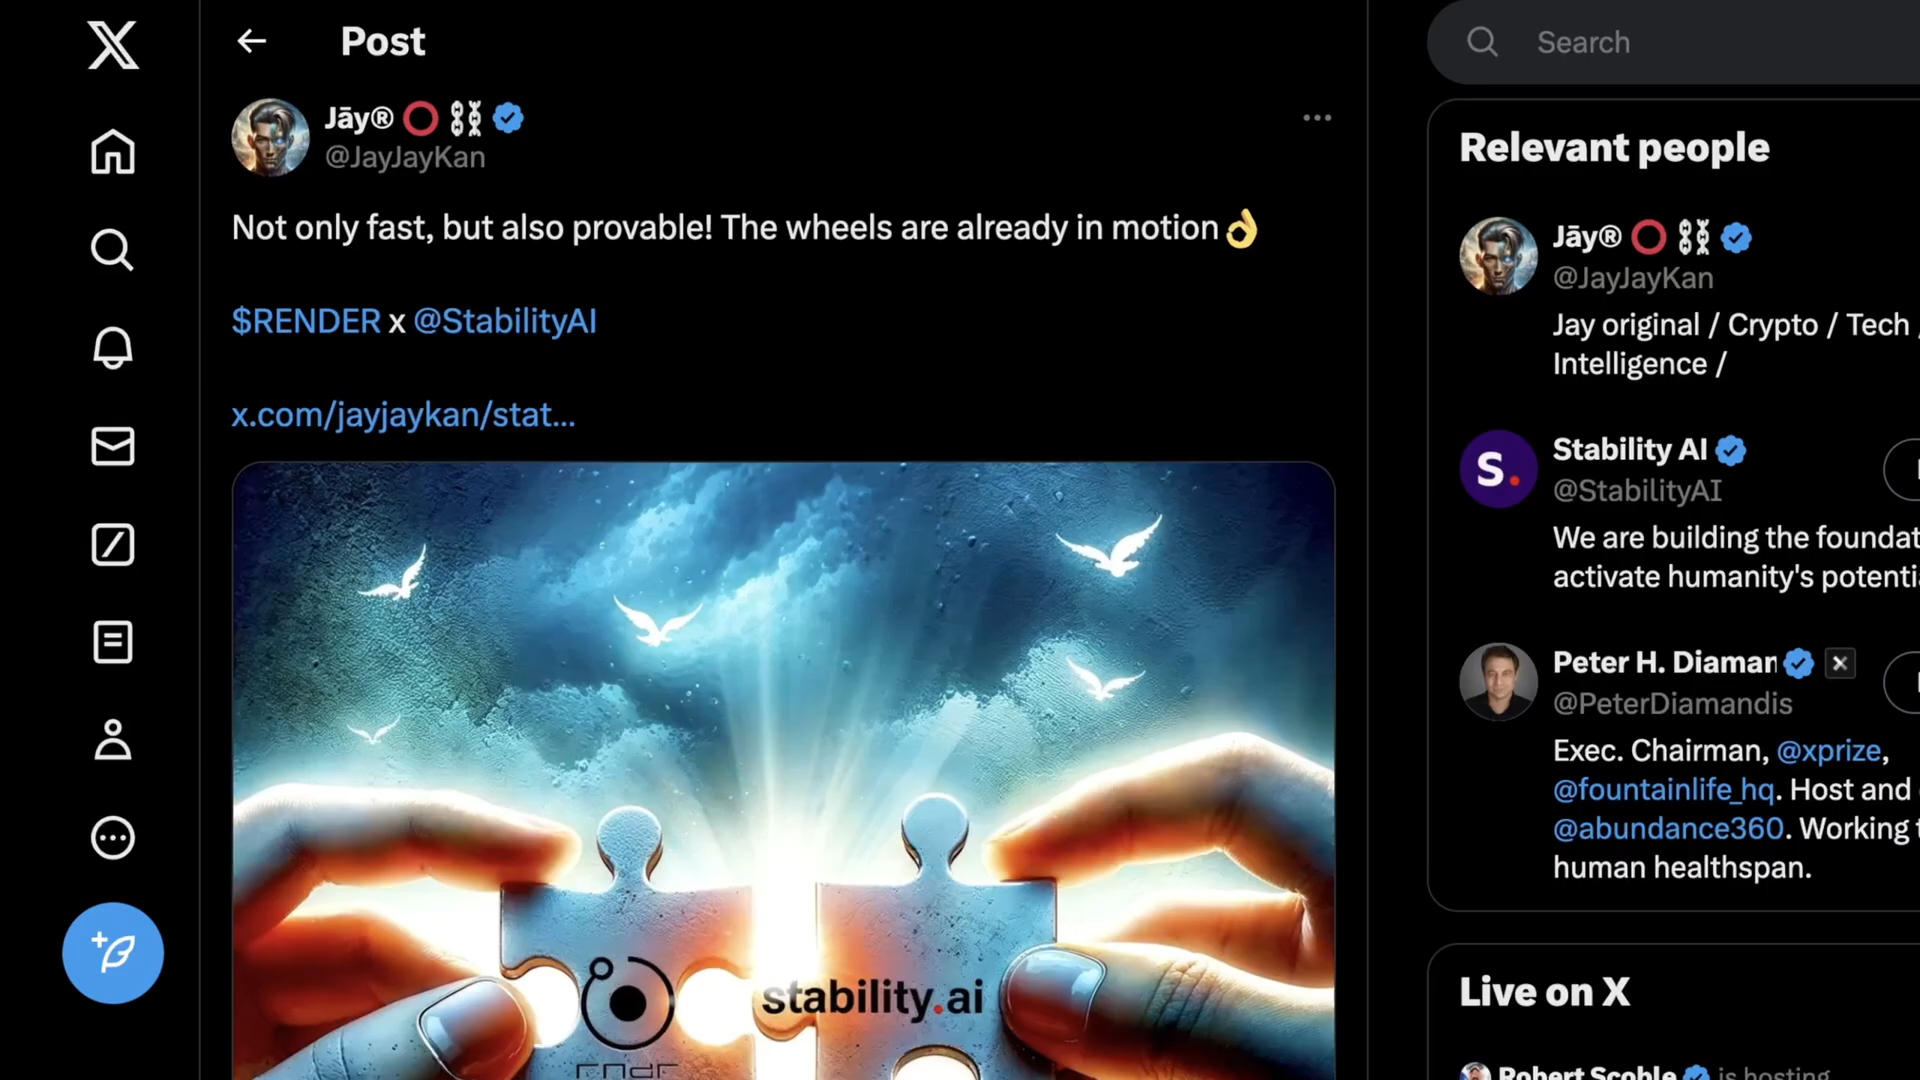 Post
Jāy®
@JayJayKan
Not only fast, but also provable! The wheels are already in motion👌
$RENDER x @StabilityAI
x.com/jayjaykan/stat...
rndr
stability.ai
Search
Relevant people
Jāy®
@JayJayKan
Jay original / Crypto / Tech /
Intelligence /
S.
Stability AI
@StabilityAI
We are building the foundat
activate humanity's potenti
Peter H. Diaman
@PeterDiamandis
Exec. Chairman, @xprize,
@fountainlife_hq. Host and
@abundance360. Working
human healthspan.
Live on X
Robert Scoble is hosting